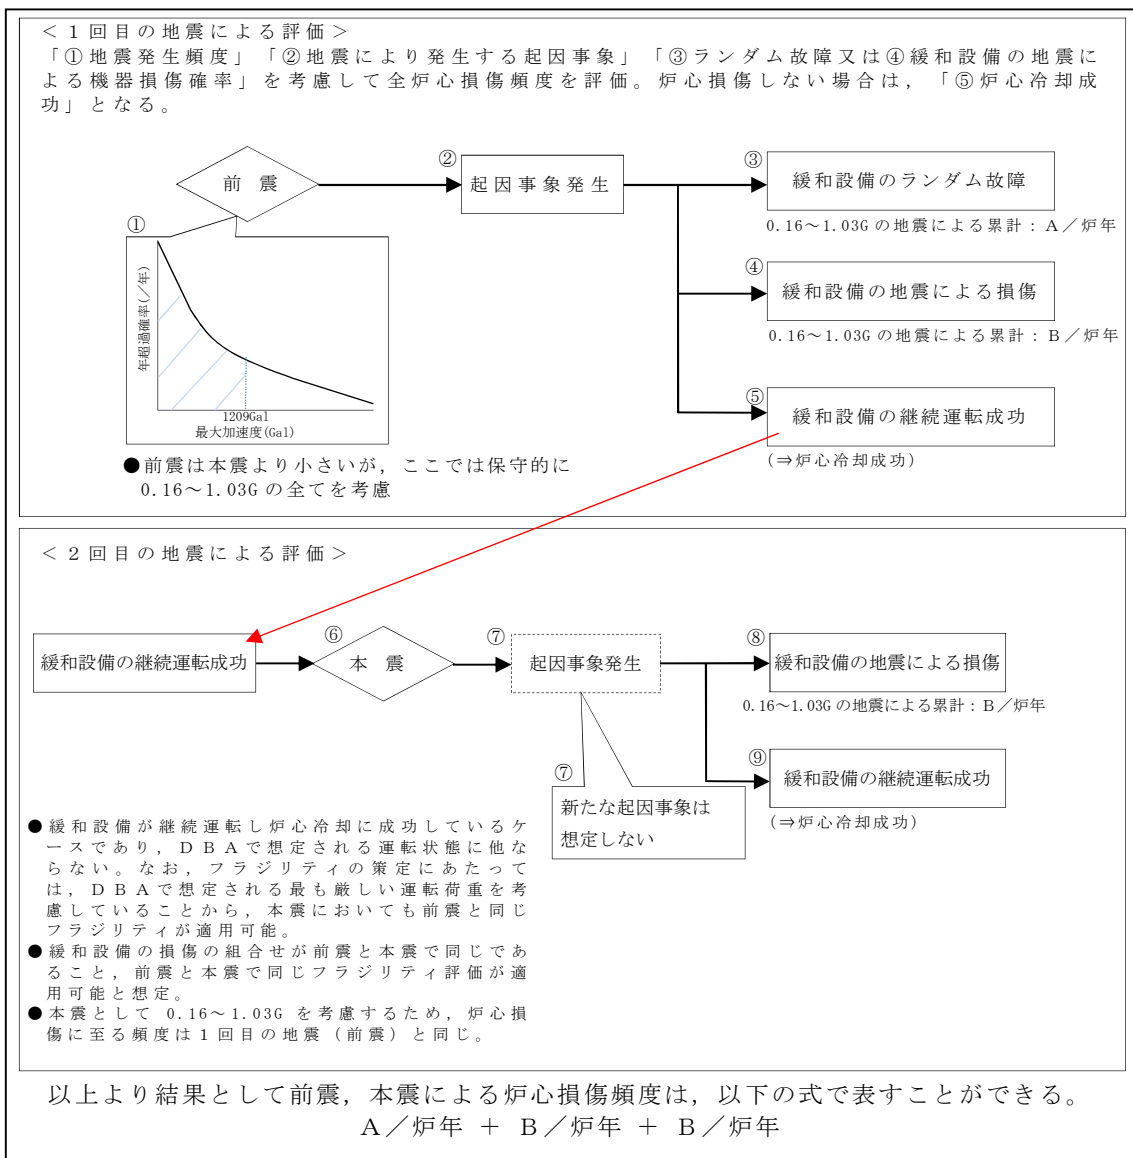 ＜１回目の地震による評価＞
「①地震発生頻度」「②地震により発生する起因事象」「③ランダム故障又は④緩和設備の地震に
よる機器損傷確率」を考慮して全炉心損傷頻度を評価。炉心損傷しない場合は，「⑤炉心冷却成
功」となる。
前 震
②
起因事象発生
③
緩和設備のランダム故障
0.16～1.03Gの地震による累計：Ａ／炉年
④
緩和設備の地震による損傷
0.16～1.03Gの地震による累計：Ｂ／炉年
⑤
緩和設備の継続運転成功
(⇒炉心冷却成功)
①
年超過確率(／年)
1209Gal
最大加速度(Gal)
●前震は本震より小さいが，ここでは保守的に
0.16～1.03Gの全てを考慮
＜２回目の地震による評価＞
緩和設備の継続運転成功
⑥
本 震
⑦
起因事象発生
⑧
緩和設備の地震による損傷
0.16～1.03Gの地震による累計：Ｂ／炉年
⑨
緩和設備の継続運転成功
(⇒炉心冷却成功)
⑦
新たな起因事象は
想定しない
●緩和設備が継続運転し炉心冷却に成功しているケ
ースであり，ＤＢＡで想定される運転状態に他な
らない。なお，フラジリティの策定にあたって
は，ＤＢＡで想定される最も厳しい運転荷重を考
慮していることから，本震においても前震と同じ
フラジリティが適用可能。
●緩和設備の損傷の組合せが前震と本震で同じであ
ること，前震と本震で同じフラジリティ評価が適
用可能と想定。
●本震として 0.16～1.03G を考慮するため，炉心損
傷に至る頻度は１回目の地震（前震）と同じ。
以上より結果として前震，本震による炉心損傷頻度は，以下の式で表すことができる。
Ａ／炉年 ＋ Ｂ／炉年 ＋ Ｂ／炉年